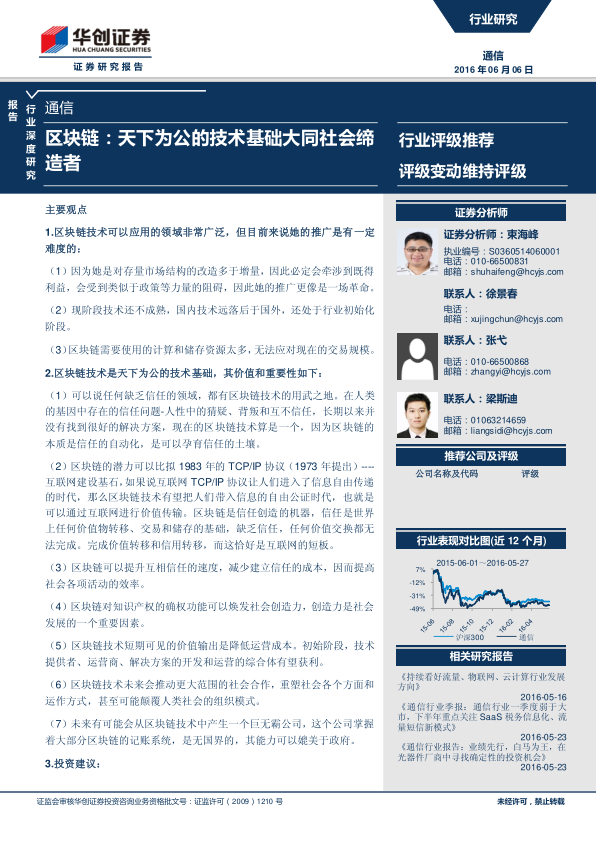 行业研究
华创证券
HUA CHUANG SECURITIES
证券研究报告
通信
2016 年 06 月 06 日
报告
行业深度研究
通信
区块链：天下为公的技术基础大同社会缔
造者
行业评级推荐
评级变动维持评级
主要观点
1.区块链技术可以应用的领域非常广泛，但目前来说她的推广是有一定
难度的：
（1）因为她是对存量市场结构的改造多于增量，因此必定会牵涉到既得
利益，会受到类似于政策等力量的阻碍，因此她的推广更像是一场革命。
（2）现阶段技术还不成熟，国内技术远落后于国外，还处于行业初始化
阶段。
（3）区块链需要使用的计算和储存资源太多，无法应对现在的交易规模。
2.区块链技术是天下为公的技术基础，其价值和重要性如下：
（1）可以说任何缺乏信任的领域，都有区块链技术的用武之地。在人类
的基因中存在的信任问题-人性中的猜疑、背叛和互不信任，长期以来并
没有找到很好的解决方案，现在的区块链技术算是一个，因为区块链的
本质是信任的自动化，是可以孕育信任的土壤。
（2）区块链的潜力可以比拟 1983 年的 TCP/IP 协议（1973 年提出）----
互联网建设基石，如果说互联网 TCP/IP 协议让人们进入了信息自由传递
的时代，那么区块链技术有望把人们带入信息的自由公证时代，也就是
可以通过互联网进行价值传输。区块链是信任创造的机器，信任是世界
上任何价值物转移、交易和储存的基础，缺乏信任，任何价值交换都无
法完成。完成价值转移和信用转移，而这恰好是互联网的短板。
（3）区块链可以提升互相信任的速度，减少建立信任的成本，因而提高
社会各项活动的效率。
（4）区块链对知识产权的确权功能可以焕发社会创造力，创造力是社会
发展的一个重要因素。
（5）区块链技术短期可见的价值输出是降低运营成本。初始阶段，技术
提供者、运营商、解决方案的开发和运营的综合体有望获利。
（6）区块链技术未来会推动更大范围的社会合作，重塑社会各个方面和
运作方式，甚至可能颠覆人类社会的组织模式。
（7）未来有可能会从区块链技术中产生一个巨无霸公司，这个公司掌握
着大部分区块链的记账系统，是无国界的，其能力可以媲美于政府。
3.投资建议：
证券分析师
证券分析师：束海峰
执业编号：S0360514060001
电话：010-66500831
邮箱：shuhaifeng@hcyjs.com
联系人：徐景春
电话：
邮箱：xujingchun@hcyjs.com
联系人：张弋
电话：010-66500868
邮箱：zhangyi@hcyjs.com
联系人：梁斯迪
电话：01063214659
邮箱：liangsidi@hcyjs.com
推荐公司及评级
公司名称及代码 评级
行业表现对比图(近 12 个月)
2015-06-01～2016-05-27
7%
-12%
-31%
-49%
15-06 15-08 15-10 15-12 16-02 16-04
沪深300 通信
相关研究报告
《持续看好流量、物联网、云计算行业发展
方向》
2016-05-16
《通信行业季报：通信行业一季度弱于大
市，下半年重点关注 SaaS 税务信息化、流
量短信新模式》
2016-05-23
《通信行业报告：业绩先行，白马为王，在
光器件厂商中寻找确定性的投资机会》
2016-05-23
证监会审核华创证券投资咨询业务资格批文号：证监许可（2009）1210 号
未经许可，禁止转载